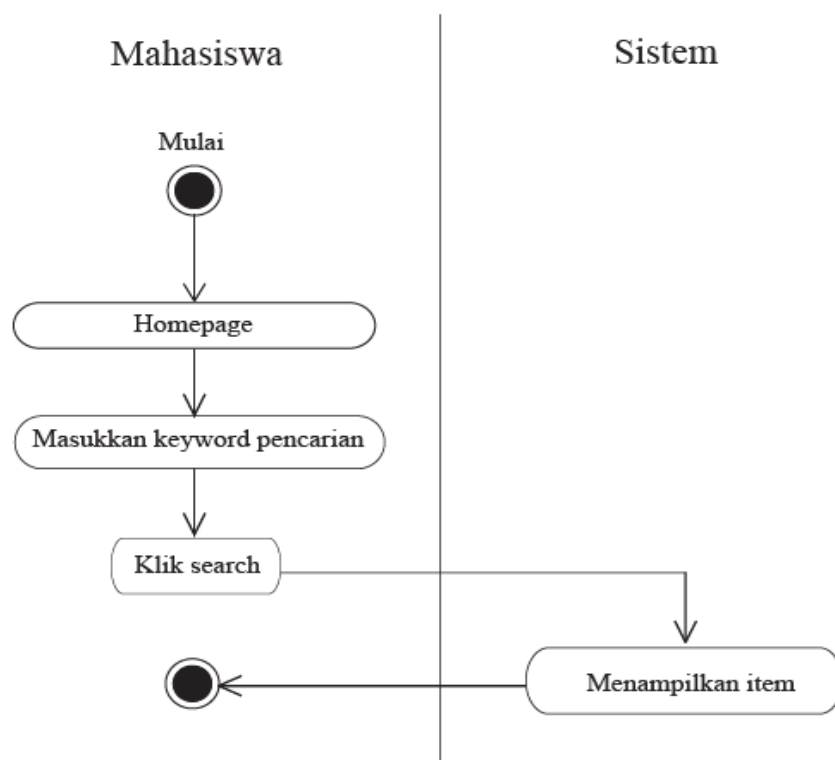 Mahasiswa
Sistem
Mulai
Homepage
Masukkan keyword pencarian
Klik search
Menampilkan item